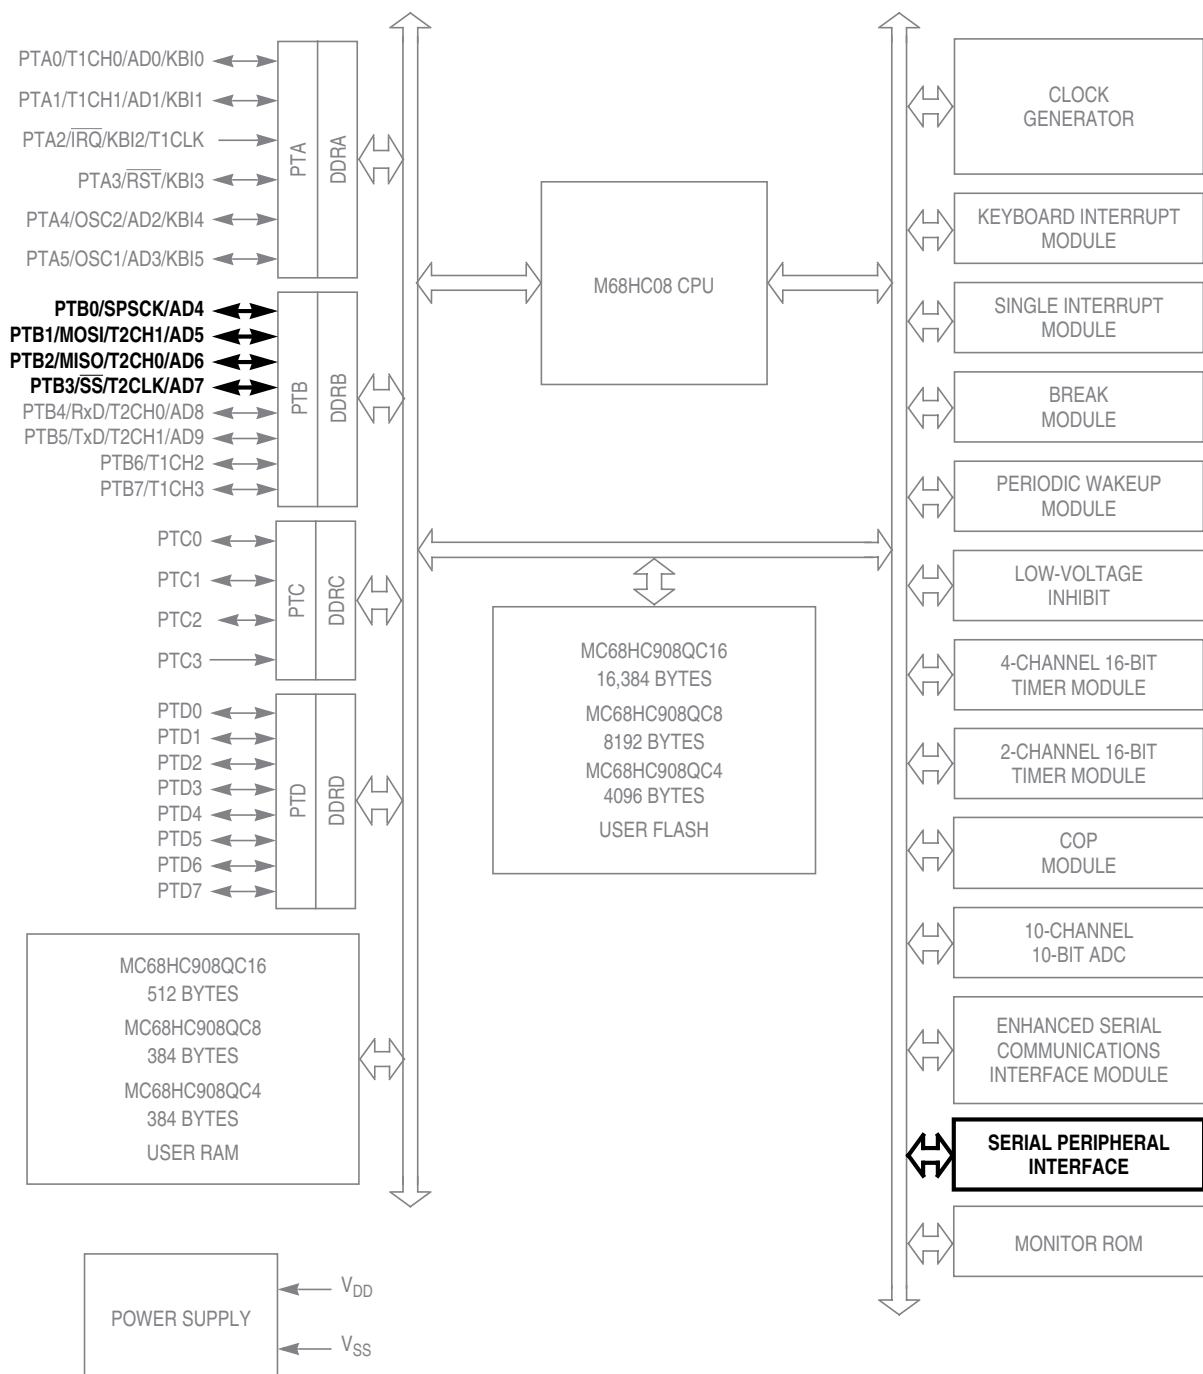 PTA0/T1CH0/AD0/KBI0
PTA1/T1CH1/AD1/KBI1
PTA2/I̅R̅Q̅/KBI2/T1CLK
PTA3/R̅S̅T̅/KBI3
PTA4/OSC2/AD2/KBI4
PTA5/OSC1/AD3/KBI5
PTA
DDRA
PTB0/SPSCK/AD4
PTB1/MOSI/T2CH1/AD5
PTB2/MISO/T2CH0/AD6
PTB3/S̅S̅/T2CLK/AD7
PTB4/RxD/T2CH0/AD8
PTB5/TxD/T2CH1/AD9
PTB6/T1CH2
PTB7/T1CH3
PTB
DDRB
PTC0
PTC1
PTC2
PTC3
PTC
DDRC
PTD0
PTD1
PTD2
PTD3
PTD4
PTD5
PTD6
PTD7
PTD
DDRD
MC68HC908QC16
512 BYTES
MC68HC908QC8
384 BYTES
MC68HC908QC4
384 BYTES
USER RAM
POWER SUPPLY
VDD
VSS
M68HC08 CPU
MC68HC908QC16
16,384 BYTES
MC68HC908QC8
8192 BYTES
MC68HC908QC4
4096 BYTES
USER FLASH
CLOCK
GENERATOR
KEYBOARD INTERRUPT
MODULE
SINGLE INTERRUPT
MODULE
BREAK
MODULE
PERIODIC WAKEUP
MODULE
LOW-VOLTAGE
INHIBIT
4-CHANNEL 16-BIT
TIMER MODULE
2-CHANNEL 16-BIT
TIMER MODULE
COP
MODULE
10-CHANNEL
10-BIT ADC
ENHANCED SERIAL
COMMUNICATIONS
INTERFACE MODULE
SERIAL PERIPHERAL
INTERFACE
MONITOR ROM